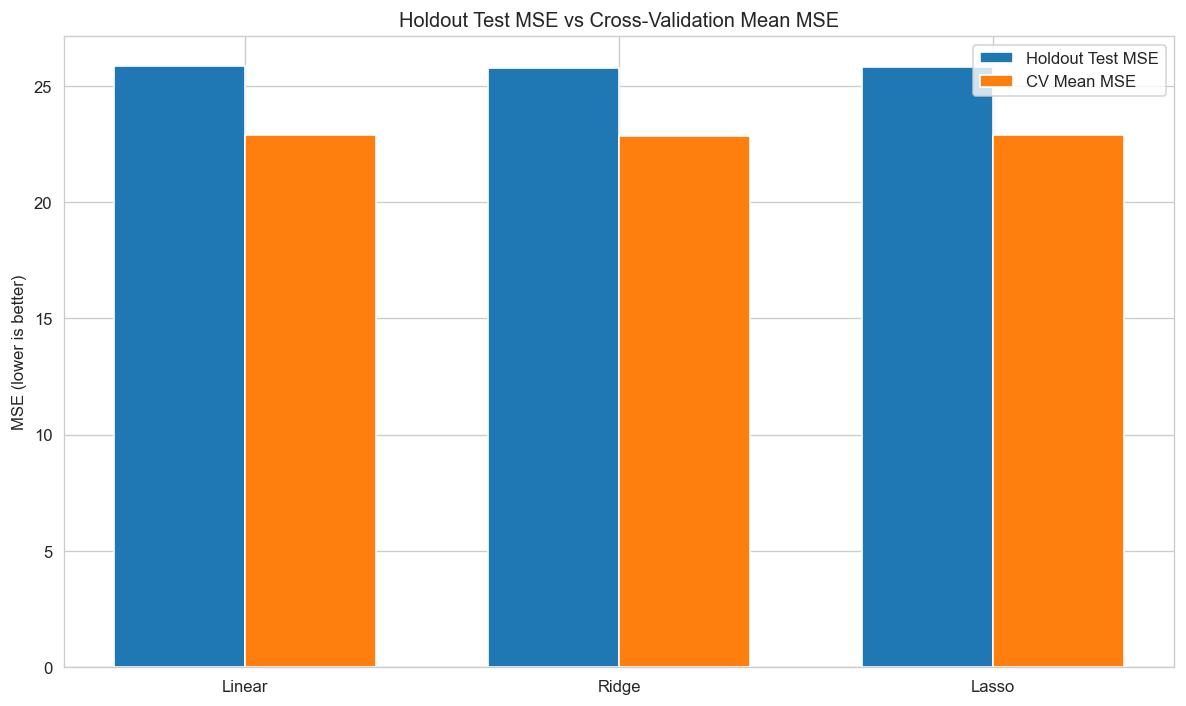 Holdout Test MSE vs Cross-Validation Mean MSE
Holdout Test MSE
CV Mean MSE
MSE (lower is better)
25
20
15
10
5
0
Linear
Ridge
Lasso